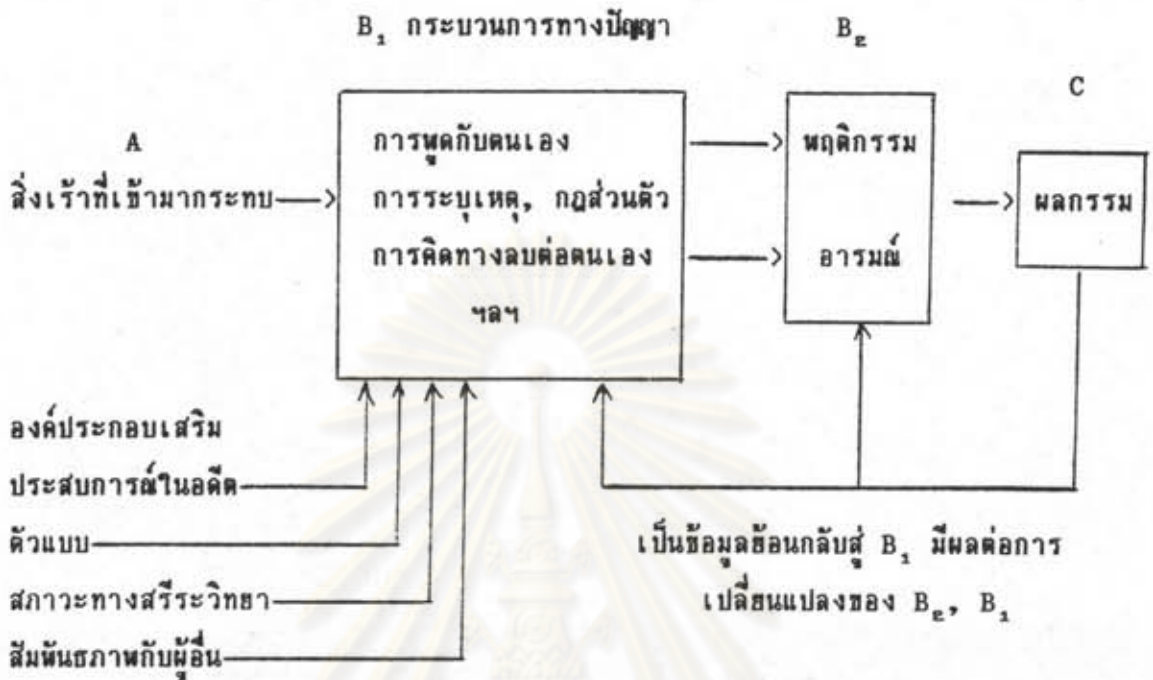 B₁ กระบวนการทางปัญญา
B₂
C
A
สิ่งเร้าที่เข้ามากระทบ
การพูดกับตนเอง
การระบุเหตุ, กฎส่วนตัว
การคิดทางลบต่อตนเอง
ฯลฯ
พฤติกรรม
อารมณ์
ผลกรรม
องค์ประกอบเสริม
ประสบการณ์ในอดีต
ตัวแบบ
สภาวะทางสรีระวิทยา
สัมพันธภาพกับผู้อื่น
เป็นข้อมูลย้อนกลับสู่ B₁ มีผลต่อการ
เปลี่ยนแปลงของ B₂, B₁